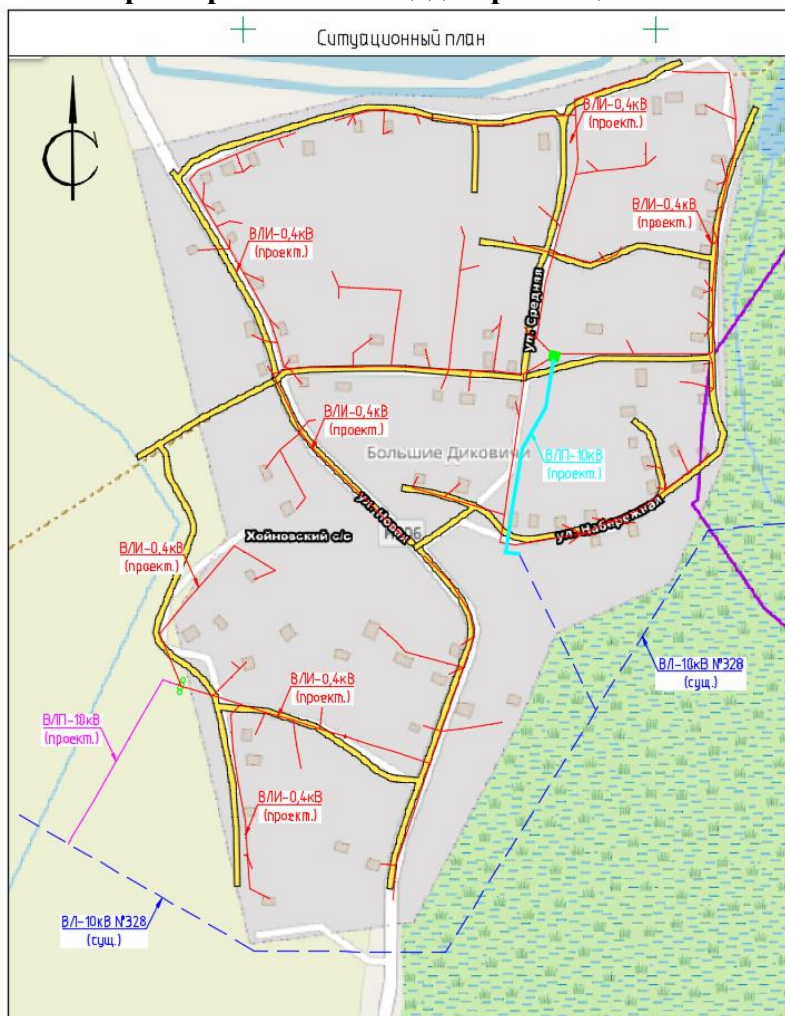 Ситуационный план
ВЛИ-0,4кВ
(проект.)
ВЛИ-0,4кВ
(проект.)
ВЛИ-0,4кВ
(проект.)
ул. Средняя
ВЛИ-0,4кВ
(проект.)
Большие Диковичи
ВЛП-10кВ
(проект.)
ул. Новая
ул. Набережная
Хойновский с/с
ВЛИ-0,4кВ
(проект.)
ВЛ-10кВ №328
(сущ.)
ВЛИ-0,4кВ
(проект.)
ВЛП-10кВ
(проект.)
ВЛИ-0,4кВ
(проект.)
ВЛ-10кВ №328
(сущ.)